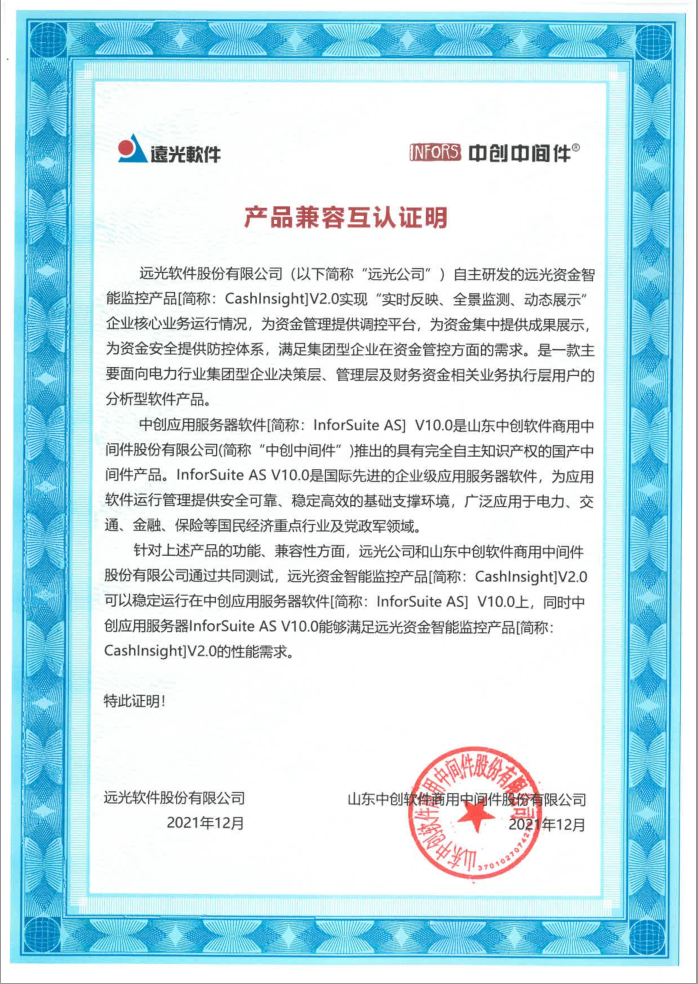 遠光軟件
INFORS 中创中间件®
产品兼容互认证明
远光软件股份有限公司（以下简称“远光公司”）自主研发的远光资金智
能监控产品[简称：CashInsight]V2.0实现“实时反映、全景监测、动态展示”
企业核心业务运行情况，为资金管理提供调控平台，为资金集中提供成果展示，
为资金安全提供防控体系，满足集团型企业在资金管控方面的需求。是一款主
要面向电力行业集团型企业决策层、管理层及财务资金相关业务执行层用户的
分析型软件产品。
中创应用服务器软件[简称：InforSuite AS] V10.0是山东中创软件商用中
间件股份有限公司(简称“中创中间件”)推出的具有完全自主知识产权的国产中
间件产品。InforSuite AS V10.0是国际先进的企业级应用服务器软件，为应用
软件运行管理提供安全可靠、稳定高效的基础支撑环境，广泛应用于电力、交
通、金融、保险等国民经济重点行业及党政军领域。
针对上述产品的功能、兼容性方面，远光公司和山东中创软件商用中间件
股份有限公司通过共同测试，远光资金智能监控产品[简称：CashInsight]V2.0
可以稳定运行在中创应用服务器软件[简称：InforSuite AS] V10.0上，同时中
创应用服务器InforSuite AS V10.0能够满足远光资金智能监控产品[简称：
CashInsight]V2.0的性能需求。
特此证明！
远光软件股份有限公司
2021年12月
山东中创软件商用中间件股份有限公司
2021年12月
山东中创软件商用中间件股份有限公司